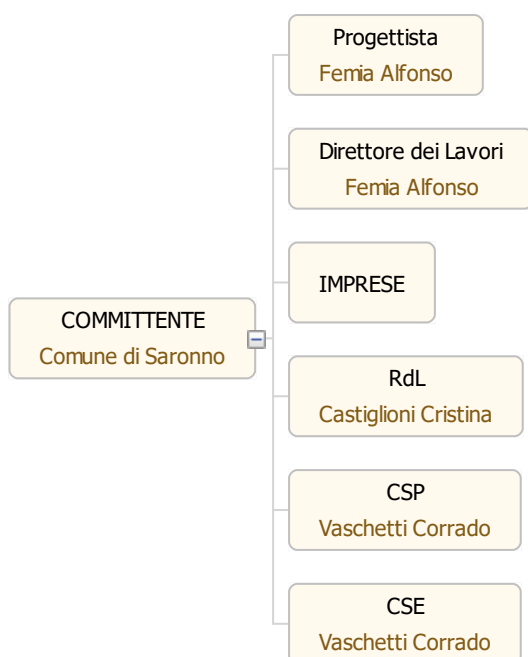 Progettista
Femia Alfonso
Direttore dei Lavori
Femia Alfonso
IMPRESE
COMMITTENTE
Comune di Saronno
RdL
Castiglioni Cristina
CSP
Vaschetti Corrado
CSE
Vaschetti Corrado